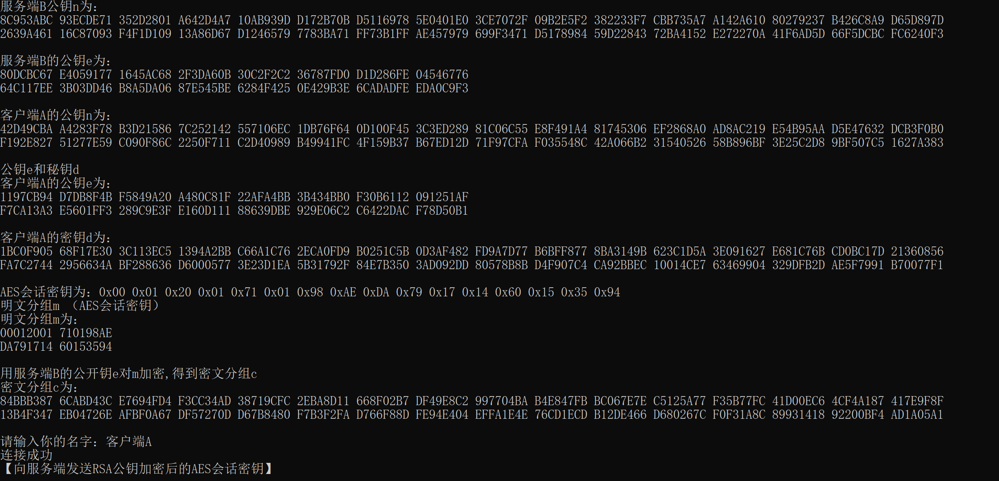 服务端B公钥n为:
8C953ABC 93ECDE71 352D2801 A642D4A7 10AB939D D172B70B D5116978 5E0401E0 3CE7072F 09B2E5F2 382233F7 CBB735A7 A142A610 80279237 B426C8A9 D65D897D
2639A461 16C87093 F4F1D109 13A86D67 D1246579 7783BA71 FF73B1FF AE457979 699F3471 D5178984 59D22843 72BA4152 E272270A 41F6AD5D 66F5DCBC FC6240F3
服务端B的公钥e为:
80DCBC67 E4059177 1645AC68 2F3DA60B 30C2F2C2 36787FD0 D1D286FE 04546776
64C117EE 3B03DD46 B8A5DA06 87E545BE 6284F425 0E429B3E 6CADADFE EDA0C9F3
客户端A的公钥n为:
42D49CBA A4283F78 B3D21586 7C252142 557106EC 1DB76F64 0D100F45 3C3ED289 81C06C55 E8F491A4 81745306 EF2868A0 AD8AC219 E54B95AA D5E47632 DCB3F0B0
F192E827 51277E59 C090F86C 2250F711 C2D40989 B49941FC 4F159B37 B67ED12D 71F97CFA F035548C 42A066B2 31540526 58B896BF 3E25C2D8 9BF507C5 1627A383
公钥e和秘钥d
客户端A的公钥e为:
1197CB94 D7DB8F4B F5849A20 A480C81F 22AFA4BB 3B434BB0 F30B6112 091251AF
F7CA13A3 E5601FF3 289C9E3F E160D111 88639DBE 929E06C2 C6422DAC F78D50B1
客户端A的密钥d为:
1BC0F905 68F17E30 3C113EC5 1394A2BB C66A1C76 2ECA0FD9 B0251C5B 0D3AF482 FD9A7D77 B6BFF877 8BA3149B 623C1D5A 3E091627 E681C76B CD0BC17D 21360856
FA7C2744 2956634A BF288636 D6000577 3E23D1EA 5B31792F 84E7B350 3AD092DD 80578B8B D4F907C4 CA92BBEC 10014CE7 63469904 329DFB2D AE5F7991 B70077F1
AES会话密钥为: 0x00 0x01 0x20 0x01 0x71 0x01 0x98 0xAE 0xDA 0x79 0x17 0x14 0x60 0x15 0x35 0x94
明文分组m （AES会话密钥）
明文分组m为:
00012001 710198AE
DA791714 60153594
用服务端B的公开钥e对m加密,得到密文分组c
密文分组c为:
84BBB387 6CABD43C E7694FD4 F3CC34AD 38719CFC 2EBA8D11 668F02B7 DF49E8C2 997704BA B4E847FB BC067E7E C5125A77 F35B77FC 41D00EC6 4CF4A187 417E9F8F
13B4F347 EB04726E AFBF0A67 DF57270D D67B8480 F7B3F2FA D766F88D FE94E404 EFFA1E4E 76CD1ECD B12DE466 D680267C F0F31A8C 89931418 92200BF4 AD1A05A1
请输入你的名字: 客户端A
连接成功
【向服务端发送RSA公钥加密后的AES会话密钥】